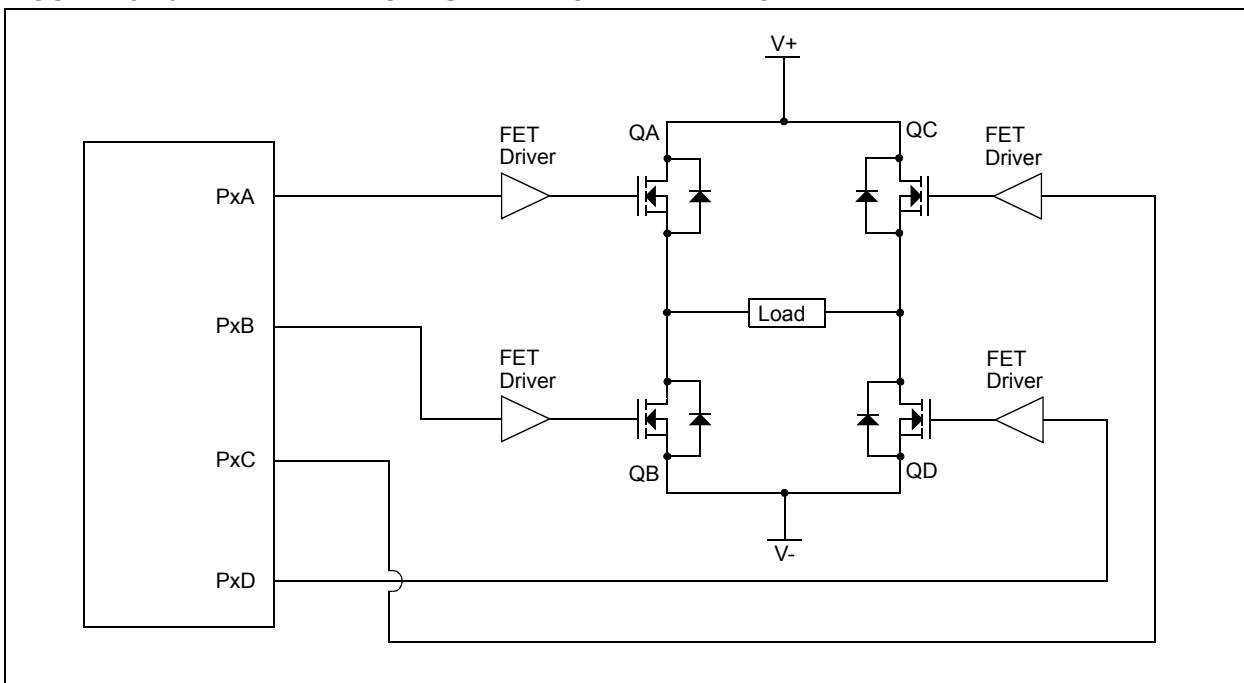 V+
QA
FET
Driver
QC
FET
Driver
PxA
PxB
Load
FET
Driver
FET
Driver
PxC
QB
QD
V-
PxD